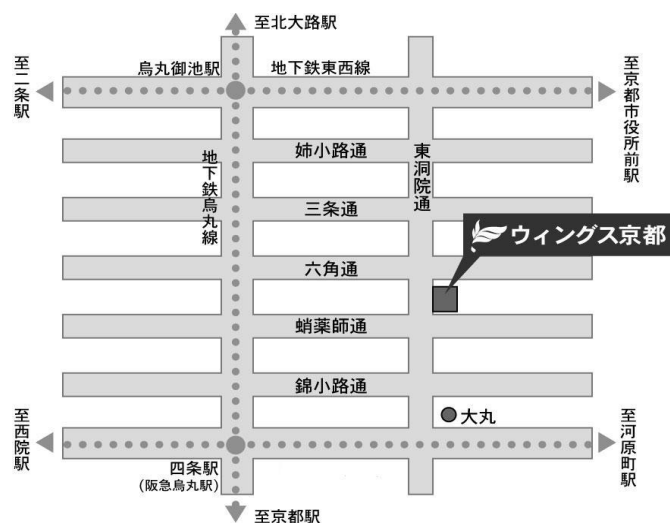 至北大路駅
烏丸御池駅
地下鉄東西線
至二条駅
至京都市役所前駅
姉小路通
地下鉄烏丸線
東洞院通
三条通
ウィングス京都
六角通
蛸薬師通
錦小路通
大丸
至西院駅
至河原町駅
四条駅
(阪急烏丸駅)
至京都駅